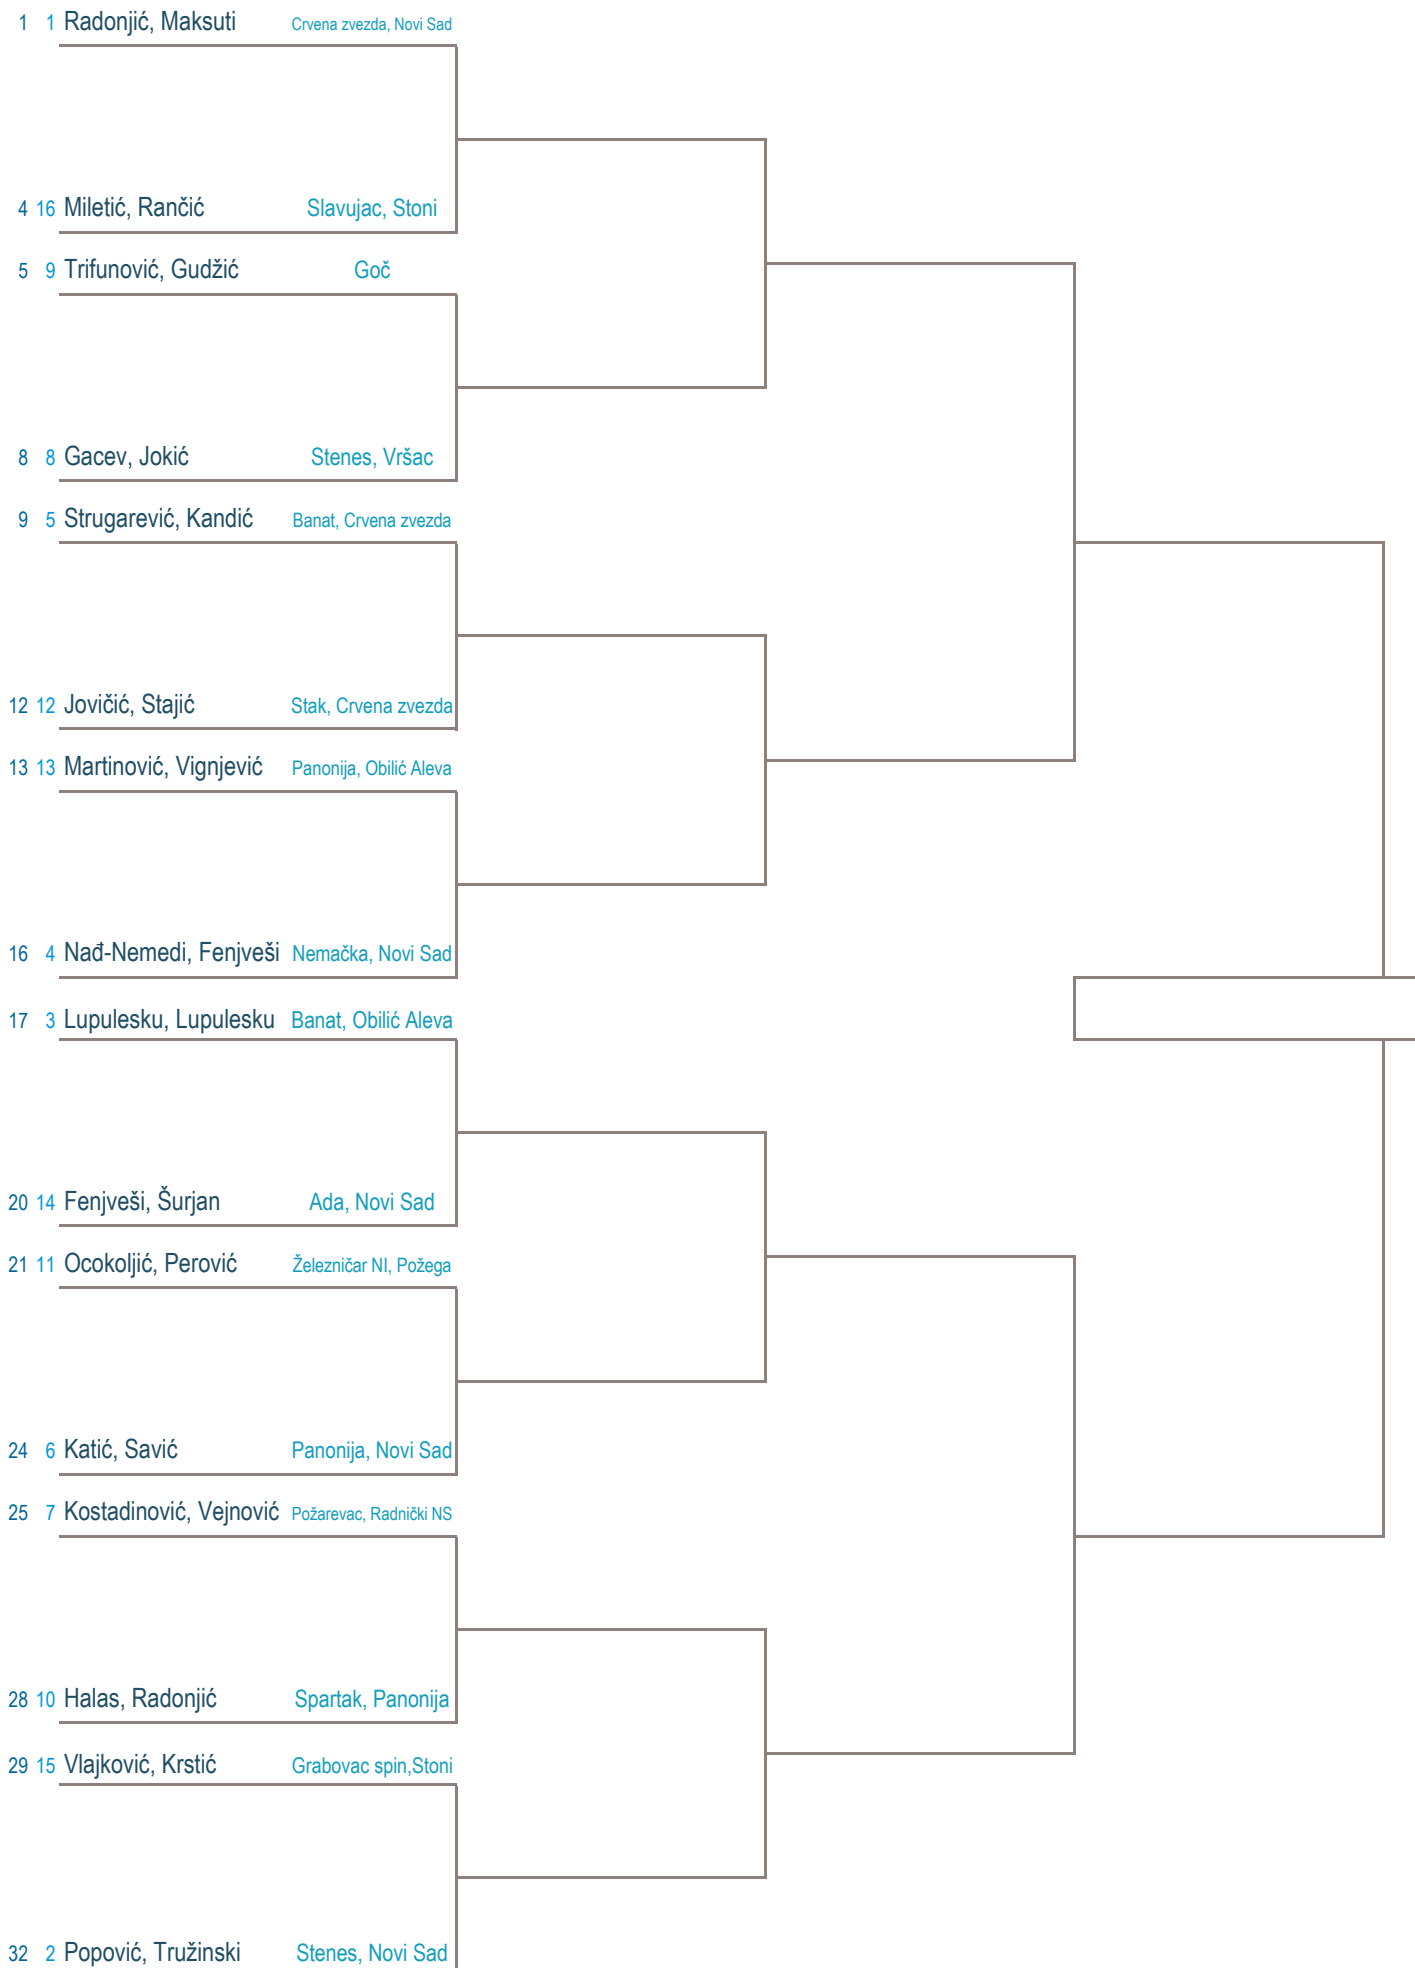 1 1 Radonjić, Maksuti Crvena zvezda, Novi Sad
4 16 Miletić, Rančić Slavujac, Stoni
5 9 Trifunović, Gudžić Goč
8 8 Gacev, Jokić Stenes, Vršac
9 5 Strugarević, Kandić Banat, Crvena zvezda
12 12 Jovičić, Stajić Stak, Crvena zvezda
13 13 Martinović, Vignjević Panonija, Obilić Aleva
16 4 Nađ-Nemedi, Fenjveši Nemačka, Novi Sad
17 3 Lupulesku, Lupulesku Banat, Obilić Aleva
20 14 Fenjveši, Šurjan Ada, Novi Sad
21 11 Ocokoljić, Perović Železničar NI, Požega
24 6 Katić, Savić Panonija, Novi Sad
25 7 Kostadinović, Vejnović Požarevac, Radnički NS
28 10 Halas, Radonjić Spartak, Panonija
29 15 Vlajković, Krstić Grabovac spin,Stoni
32 2 Popović, Tružinski Stenes, Novi Sad